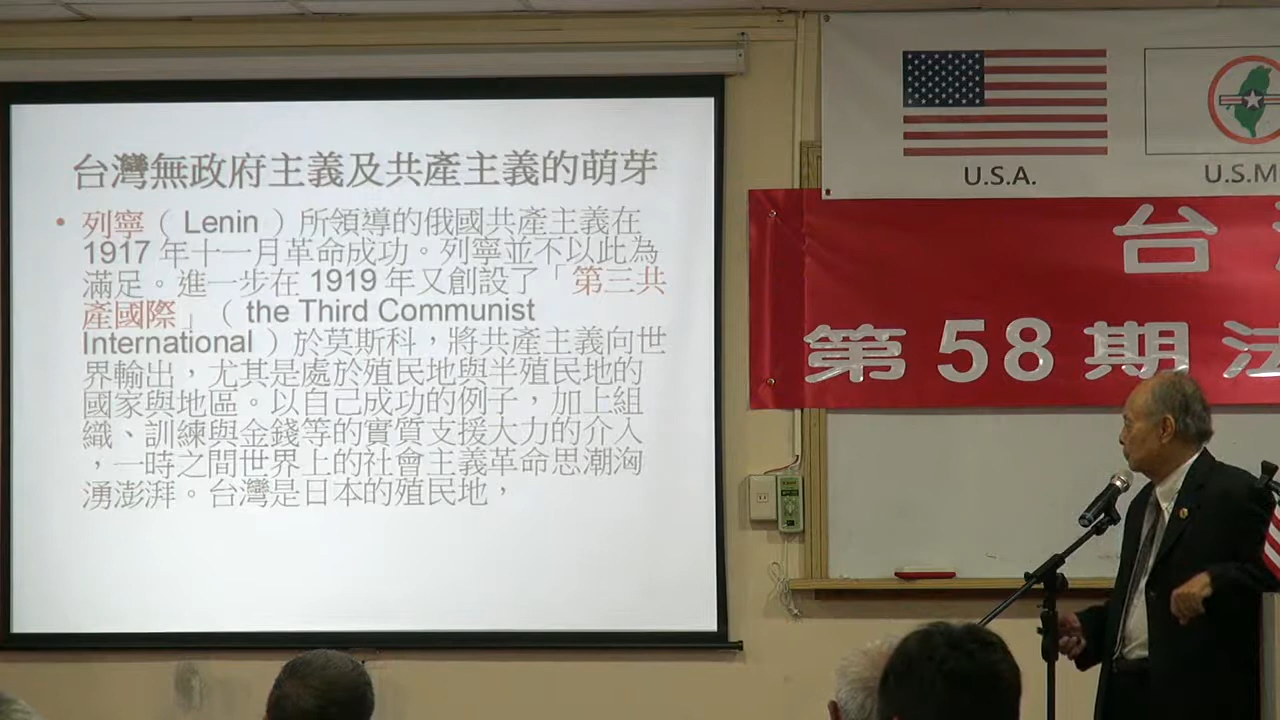 台灣無政府主義及共產主義的萌芽
• 列寧（ Lenin ）所領導的俄國共產主義在
1917 年十一月革命成功。列寧並不以此為
滿足。進一步在 1919 年又創設了「第三共
產國際」（ the Third Communist
International ）於莫斯科，將共產主義向世
界輸出，尤其是處於殖民地與半殖民地的
國家與地區。以自己成功的例子，加上組
織、訓練與金錢等的實質支援大力的介入
，一時之間世界上的社會主義革命思潮洶
湧澎湃。台灣是日本的殖民地，
U.S.A.
U.S.M
台
第58期法